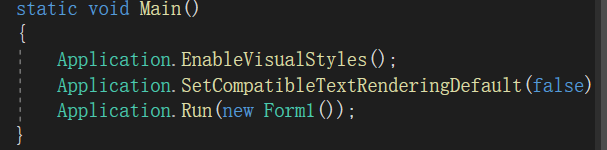 static void Main()
{
Application.EnableVisualStyles();
Application.SetCompatibleTextRenderingDefault(false)
Application.Run(new Form1());
}